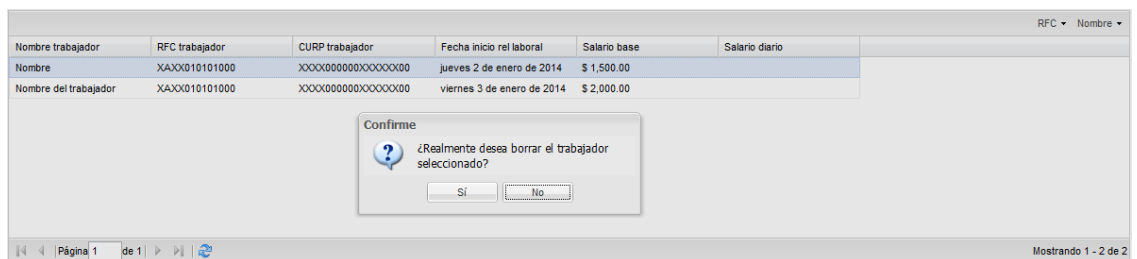 RFC Nombre
Nombre trabajador RFC trabajador CURP trabajador Fecha inicio rel laboral Salario base Salario diario
Nombre XAXX010101000 XXXX000000XXXXXX00 jueves 2 de enero de 2014 $ 1,500.00
Nombre del trabajador XAXX010101000 XXXX000000XXXXXX00 viernes 3 de enero de 2014 $ 2,000.00
Confirme
¿Realmente desea borrar el trabajador
seleccionado?
Sí No
Página 1 de 1 Mostrando 1 - 2 de 2